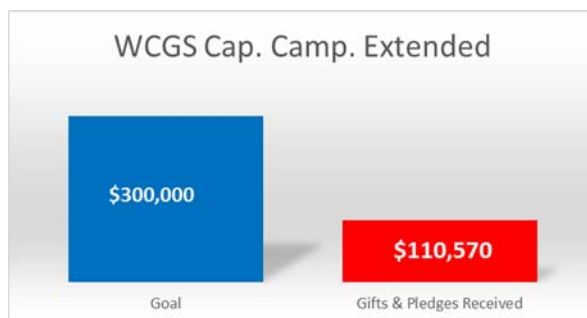 WCGS Cap. Camp. Extended
$300,000
$110,570
Goal
Gifts & Pledges Received